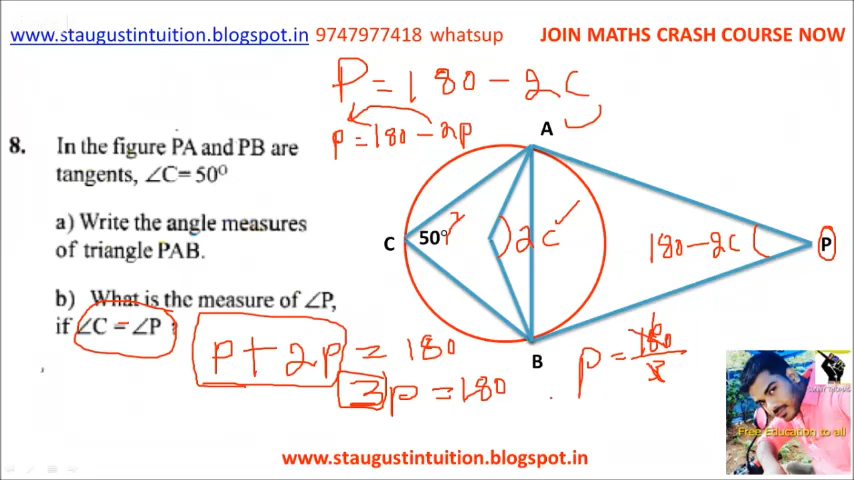 www.staugustintuition.blogspot.in 9747977418 whatsup JOIN MATHS CRASH COURSE NOW
P = 180 - 2C
p = 180 - 2p
8. In the figure PA and PB are
tangents, ∠C= 50⁰
a) Write the angle measures
of triangle PAB.
b) What is the measure of ∠P,
if ∠C = ∠P ?
A
C
50⁰
2C
180-2C
P
B
p + 2p = 180
3p = 180
p = 180/3
Free Education to all
www.staugustintuition.blogspot.in